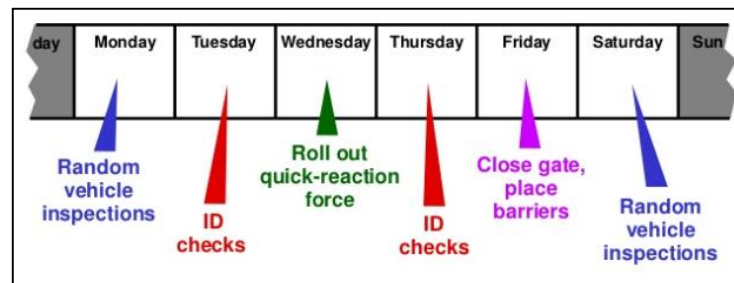 day Monday Tuesday Wednesday Thursday Friday Saturday Sun
Random
vehicle
inspections
ID
checks
Roll out
quick-reaction
force
ID
checks
Close gate,
place
barriers
Random
vehicle
inspections